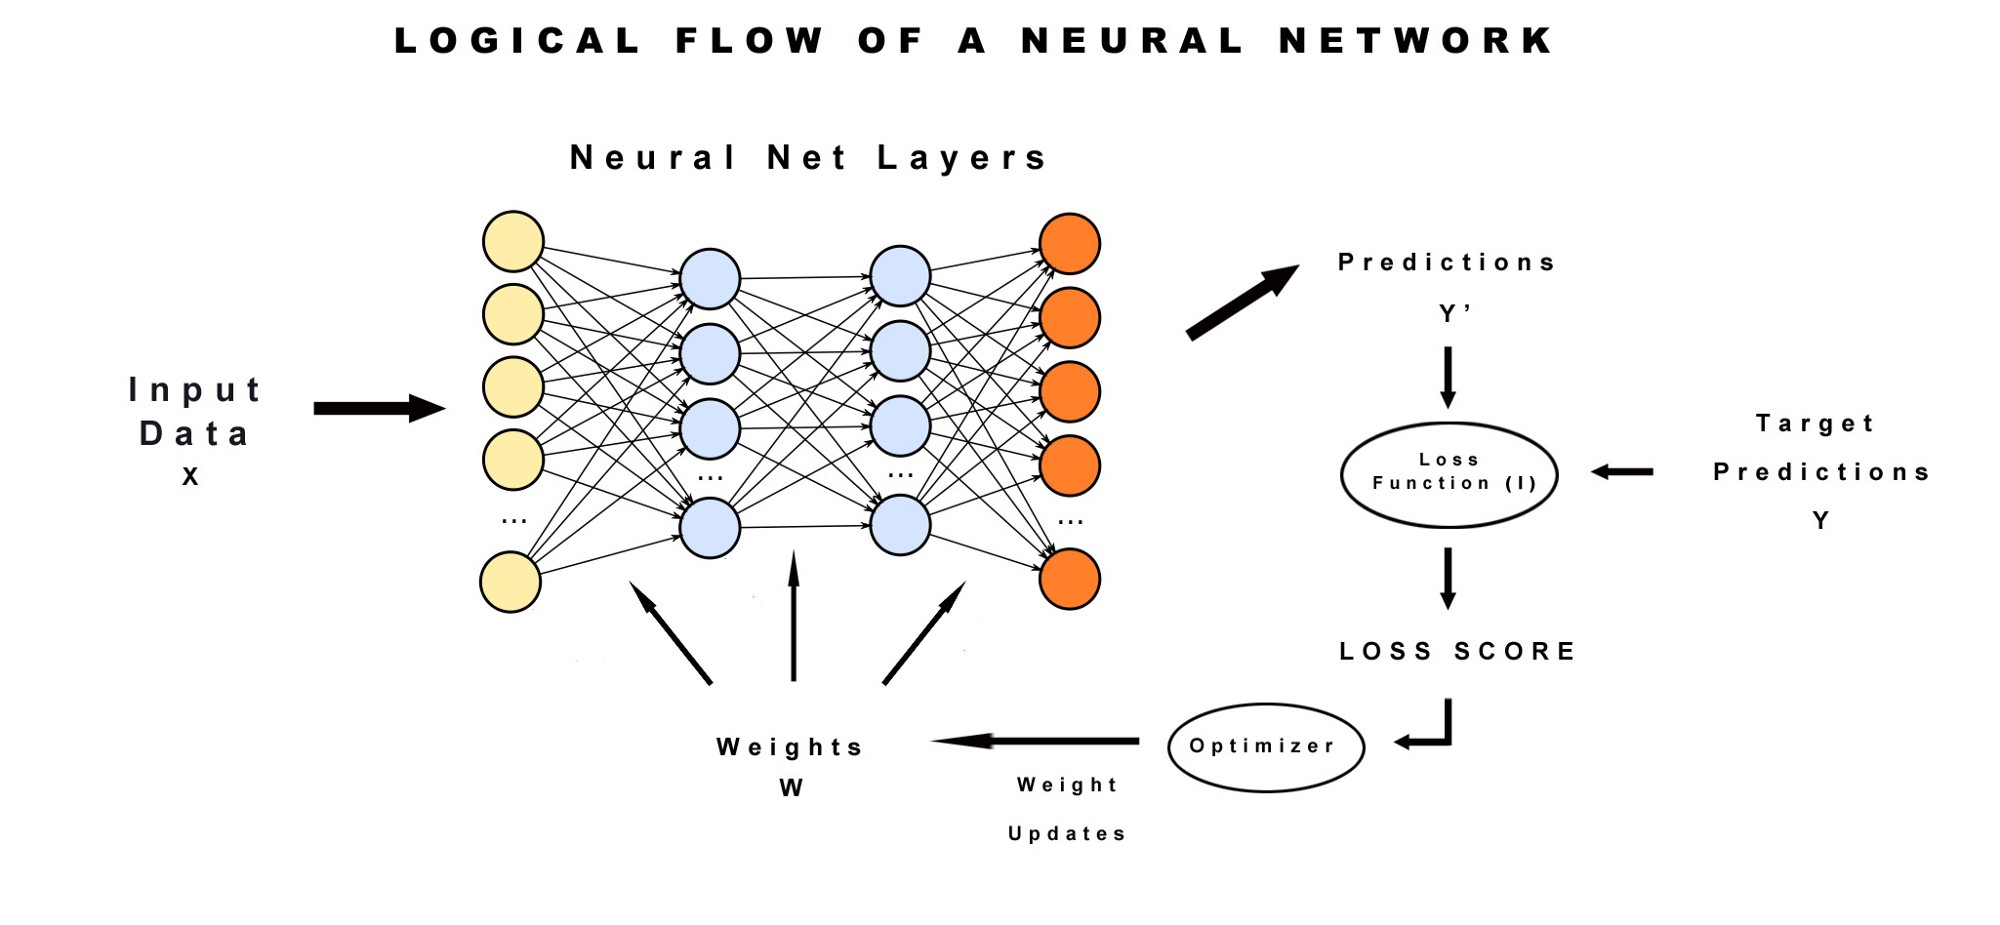 LOGICAL FLOW OF A NEURAL NETWORK
Neural Net Layers
Input
Data
x
...
...
...
...
Predictions
Y'
Loss
Function (l)
Target
Predictions
Y
LOSS SCORE
Optimizer
Weight
Updates
Weights
W